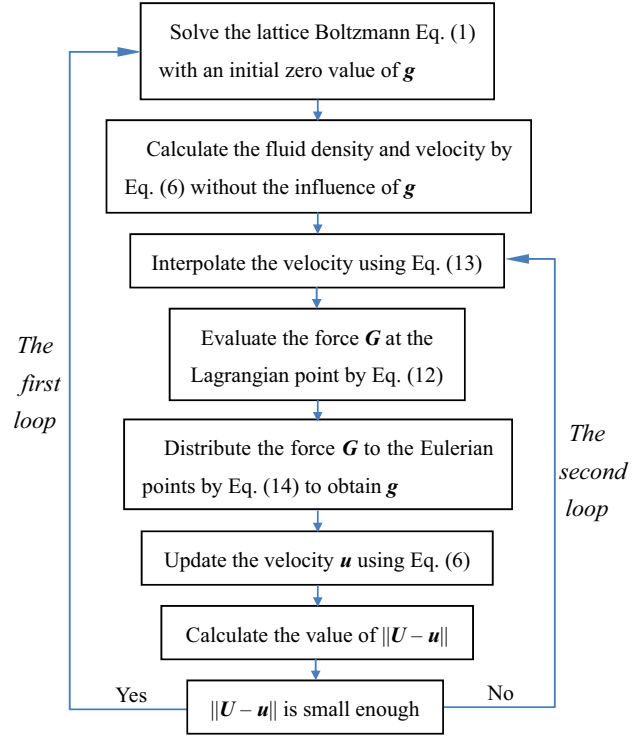 Solve the lattice Boltzmann Eq. (1)
with an initial zero value of g
Calculate the fluid density and velocity by
Eq. (6) without the influence of g
Interpolate the velocity using Eq. (13)
Evaluate the force G at the
Lagrangian point by Eq. (12)
The
first
loop
Distribute the force G to the Eulerian
points by Eq. (14) to obtain g
The
second
loop
Update the velocity u using Eq. (6)
Calculate the value of ||U – u||
Yes
||U – u|| is small enough
No